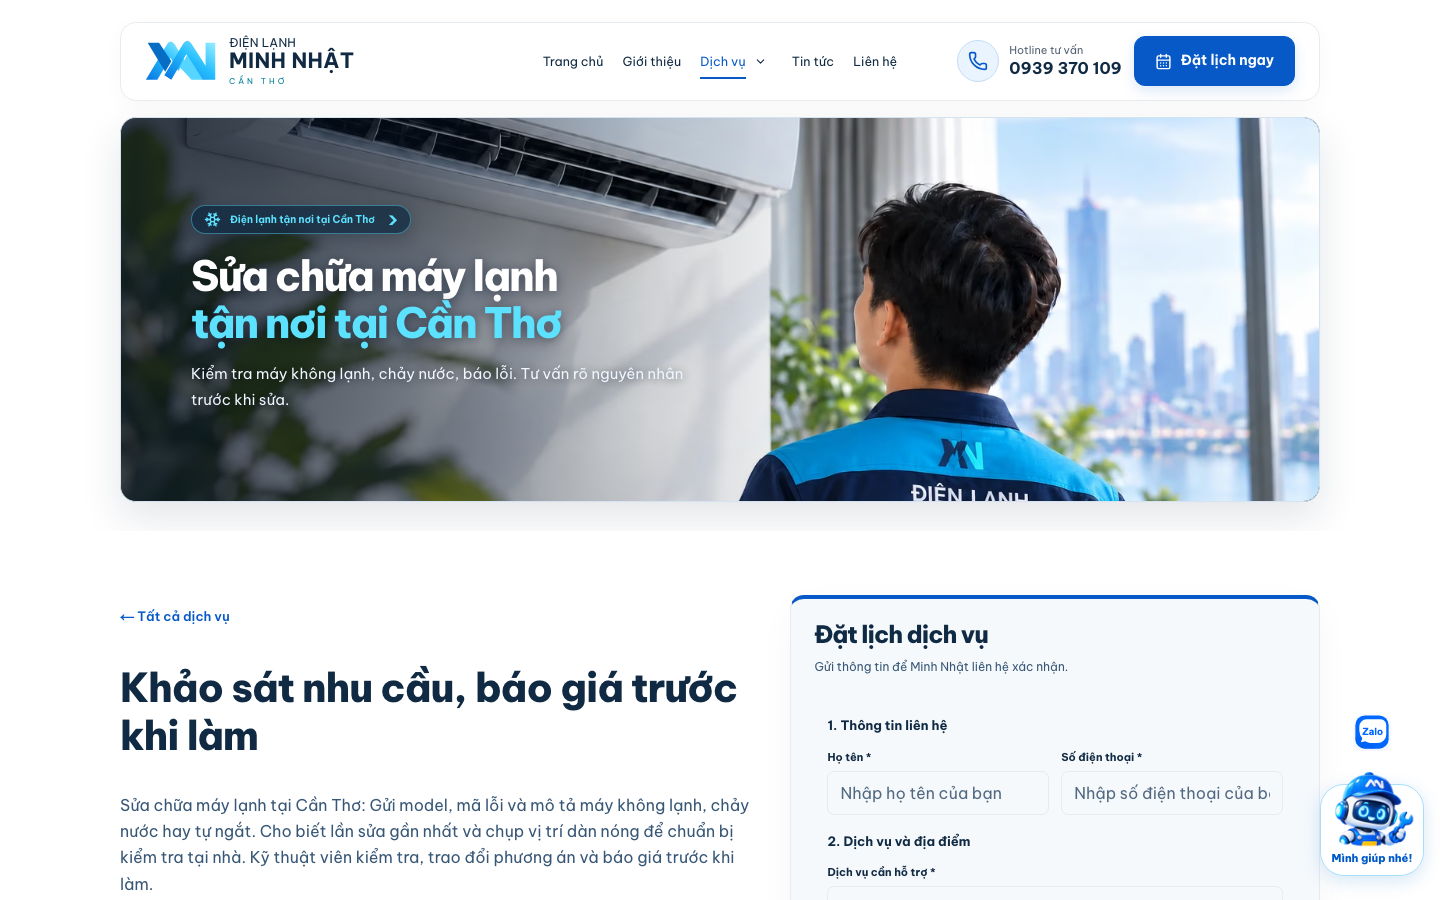 ĐIỆN LẠNH
MINH NHẬT
CẦN THƠ
Trang chủ
Giới thiệu
Dịch vụ
Tin tức
Liên hệ
Hotline tư vấn
0939 370 109
Đặt lịch ngay
Điện lạnh tận nơi tại Cần Thơ
Sửa chữa máy lạnh
tận nơi tại Cần Thơ
Kiểm tra máy không lạnh, chảy nước, báo lỗi. Tư vấn rõ nguyên nhân
trước khi sửa.
ĐIỆN LẠNH
← Tất cả dịch vụ
Khảo sát nhu cầu, báo giá trước
khi làm
Sửa chữa máy lạnh tại Cần Thơ: Gửi model, mã lỗi và mô tả máy không lạnh, chảy
nước hay tự ngắt. Cho biết lần sửa gần nhất và chụp vị trí dàn nóng để chuẩn bị
kiểm tra tại nhà. Kỹ thuật viên kiểm tra, trao đổi phương án và báo giá trước khi
làm.
Đặt lịch dịch vụ
Gửi thông tin để Minh Nhật liên hệ xác nhận.
1. Thông tin liên hệ
Họ tên *
Số điện thoại *
Nhập họ tên của bạn
Nhập số điện thoại của b
2. Dịch vụ và địa điểm
Dịch vụ cần hỗ trợ *
Zalo
Mình giúp nhé!